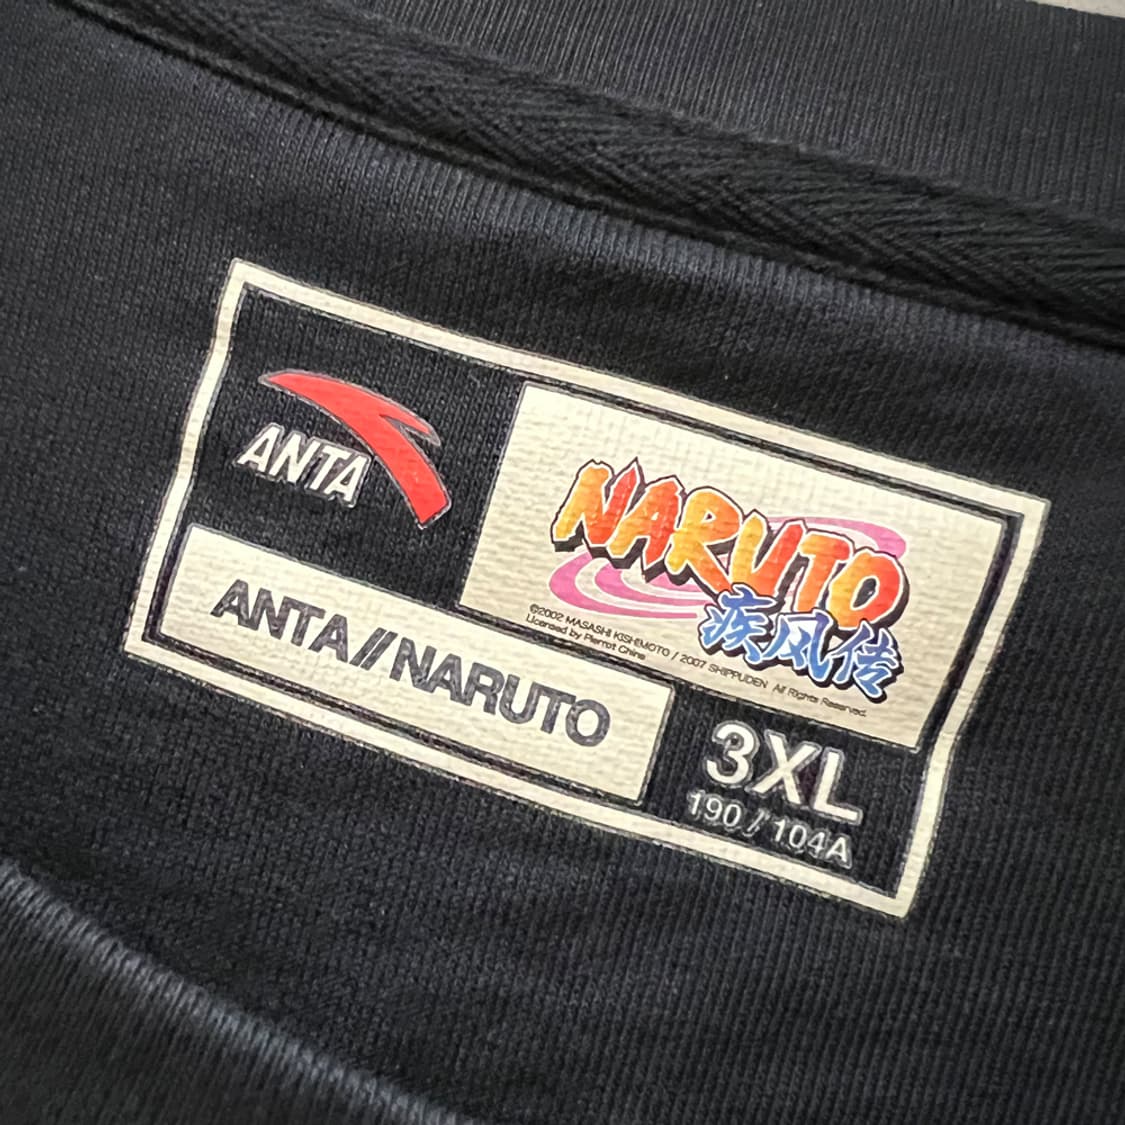 ANTA
NARUTO
疾风传
©2002 MASASHI KISHIMOTO / 2007 SHIPPUDEN All Rights Reserved.
Licensed by Pierrot China
ANTA//NARUTO
3XL
190 / 104A